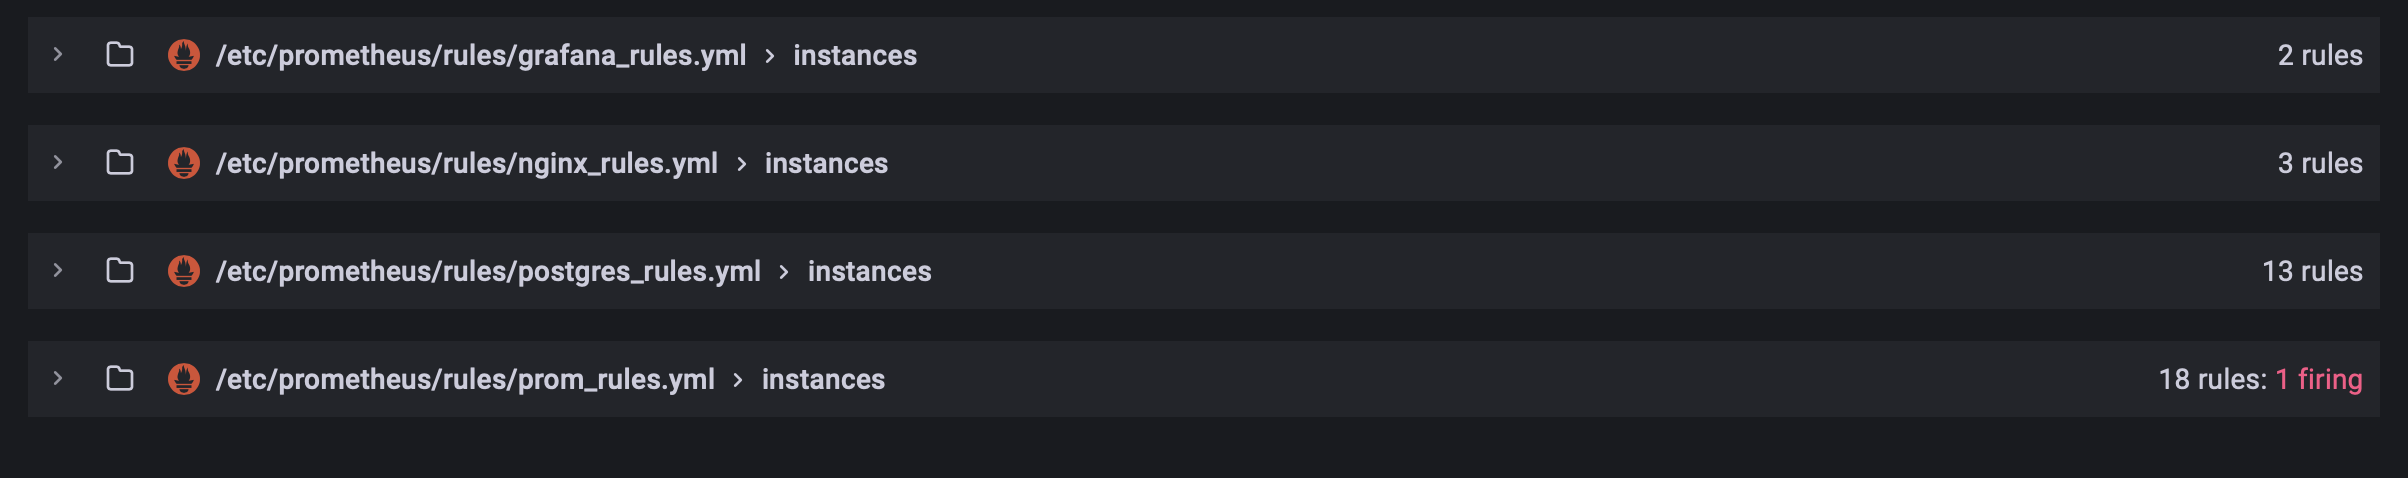 /etc/prometheus/rules/grafana_rules.yml > instances 2 rules
/etc/prometheus/rules/nginx_rules.yml > instances 3 rules
/etc/prometheus/rules/postgres_rules.yml > instances 13 rules
/etc/prometheus/rules/prom_rules.yml > instances 18 rules: 1 firing